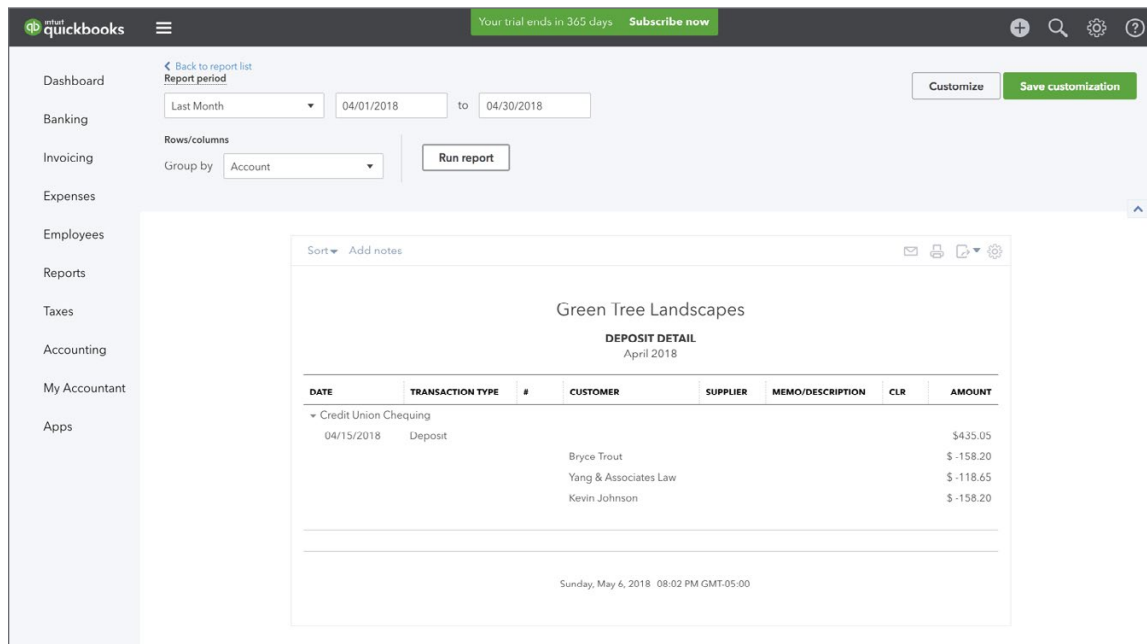 intuit
quickbooks
Your trial ends in 365 days Subscribe now
Dashboard
Banking
Invoicing
Expenses
Employees
Reports
Taxes
Accounting
My Accountant
Apps
Back to report list
Report period
Last Month 04/01/2018 to 04/30/2018
Customize Save customization
Rows/columns
Group by Account Run report
Sort Add notes
Green Tree Landscapes
DEPOSIT DETAIL
April 2018
DATE TRANSACTION TYPE # CUSTOMER SUPPLIER MEMO/DESCRIPTION CLR AMOUNT
Credit Union Chequing
04/15/2018 Deposit $435.05
Bryce Trout $ -158.20
Yang & Associates Law $ -118.65
Kevin Johnson $ -158.20
Sunday, May 6, 2018 08:02 PM GMT-05:00